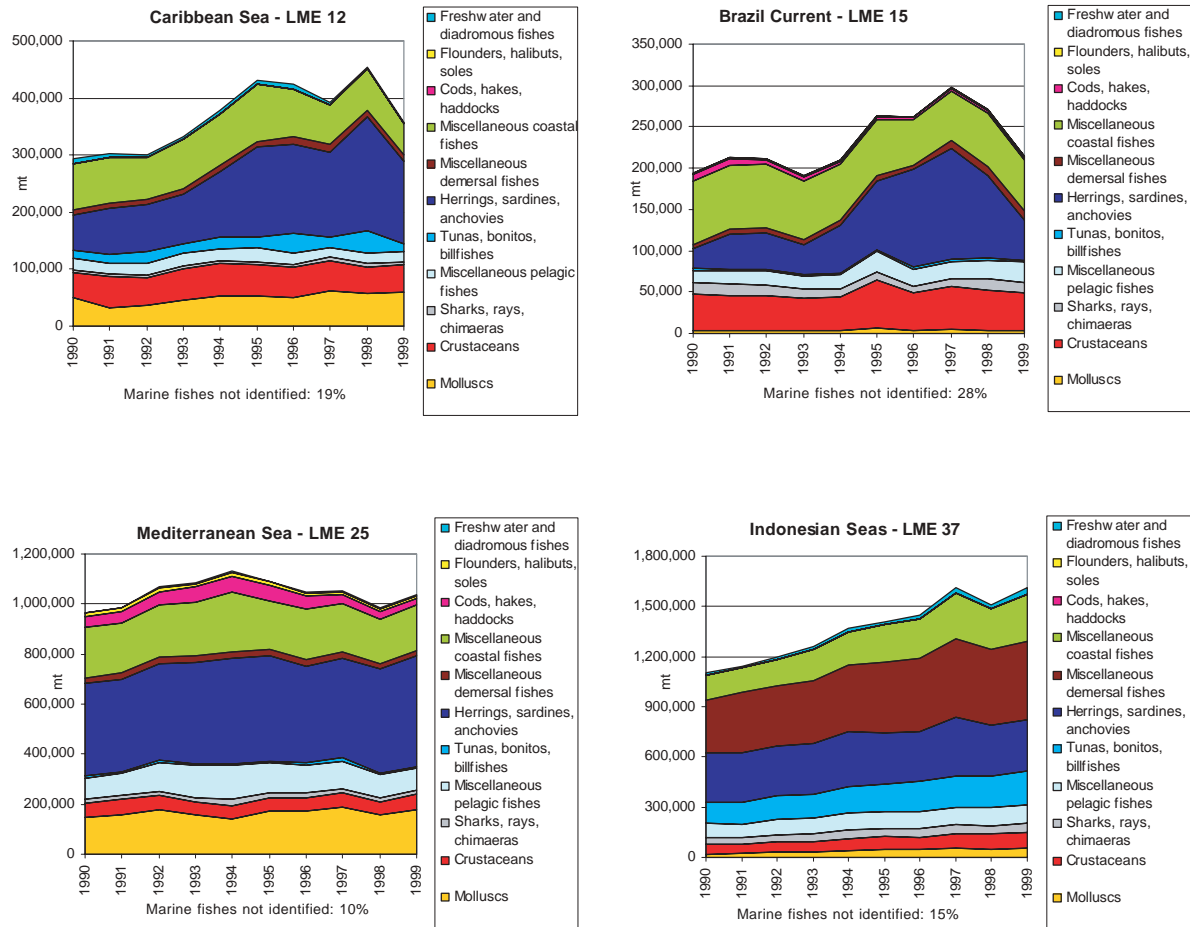 Caribbean Sea - LME 12
500,000
400,000
300,000
200,000
100,000
0
mt
1990
1991
1992
1993
1994
1995
1996
1997
1998
1999
Marine fishes not identified: 19%
Freshwater and
diadromous fishes
Flounders, halibuts,
soles
Cods, hakes,
haddocks
Miscellaneous coastal
fishes
Miscellaneous
demersal fishes
Herrings, sardines,
anchovies
Tunas, bonitos,
billfishes
Miscellaneous pelagic
fishes
Sharks, rays,
chimaeras
Crustaceans
Molluscs
Brazil Current - LME 15
350,000
300,000
250,000
200,000
150,000
100,000
50,000
0
mt
1990
1991
1992
1993
1994
1995
1996
1997
1998
1999
Marine fishes not identified: 28%
Freshwater and
diadromous fishes
Flounders, halibuts,
soles
Cods, hakes,
haddocks
Miscellaneous
coastal fishes
Miscellaneous
demersal fishes
Herrings, sardines,
anchovies
Tunas, bonitos,
billfishes
Miscellaneous
pelagic fishes
Sharks, rays,
chimaeras
Crustaceans
Molluscs
Mediterranean Sea - LME 25
1,200,000
1,000,000
800,000
600,000
400,000
200,000
0
mt
1990
1991
1992
1993
1994
1995
1996
1997
1998
1999
Marine fishes not identified: 10%
Freshwater and
diadromous fishes
Flounders, halibuts,
soles
Cods, hakes,
haddocks
Miscellaneous
coastal fishes
Miscellaneous
demersal fishes
Herrings, sardines,
anchovies
Tunas, bonitos,
billfishes
Miscellaneous
pelagic fishes
Sharks, rays,
chimaeras
Crustaceans
Molluscs
Indonesian Seas - LME 37
1,800,000
1,500,000
1,200,000
900,000
600,000
300,000
0
mt
1990
1991
1992
1993
1994
1995
1996
1997
1998
1999
Marine fishes not identified: 15%
Freshwater and
diadromous fishes
Flounders, halibuts,
soles
Cods, hakes,
haddocks
Miscellaneous
coastal fishes
Miscellaneous
demersal fishes
Herrings, sardines,
anchovies
Tunas, bonitos,
billfishes
Miscellaneous
pelagic fishes
Sharks, rays,
chimaeras
Crustaceans
Molluscs